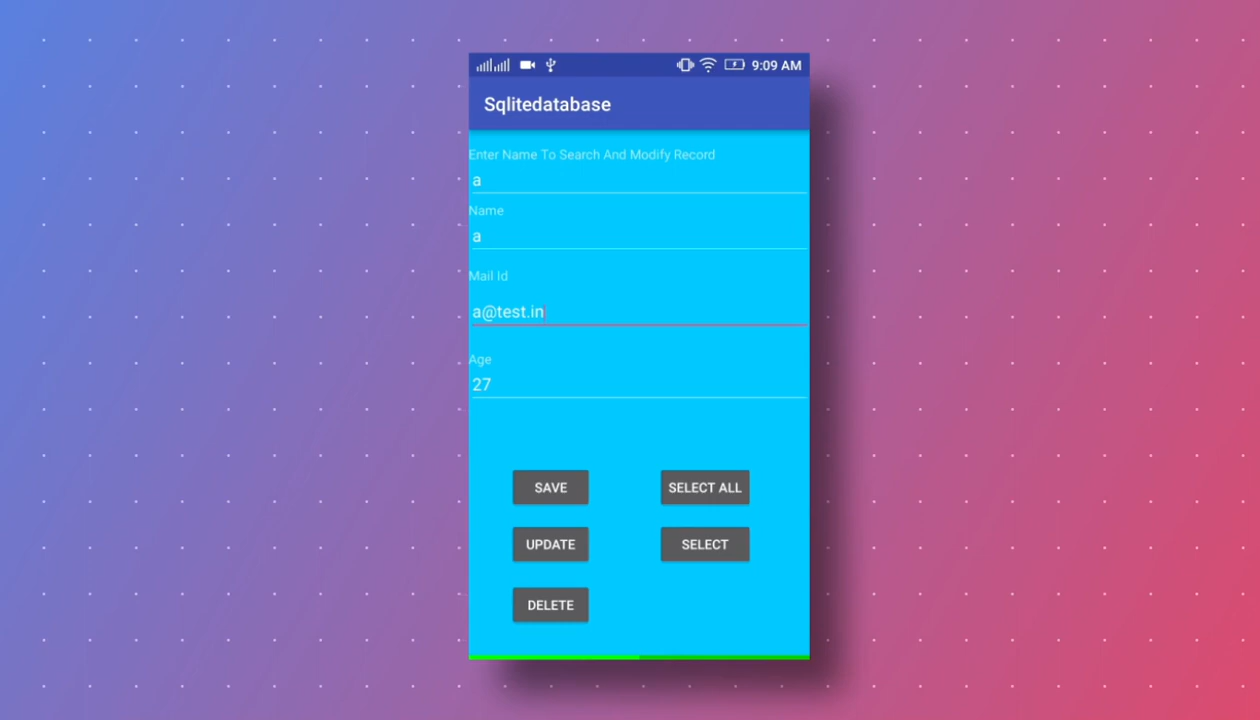 9:09 AM
Sqlitedatabase
Enter Name To Search And Modify Record
a
Name
a
Mail Id
a@test.in
Age
27
SAVE SELECT ALL
UPDATE SELECT
DELETE